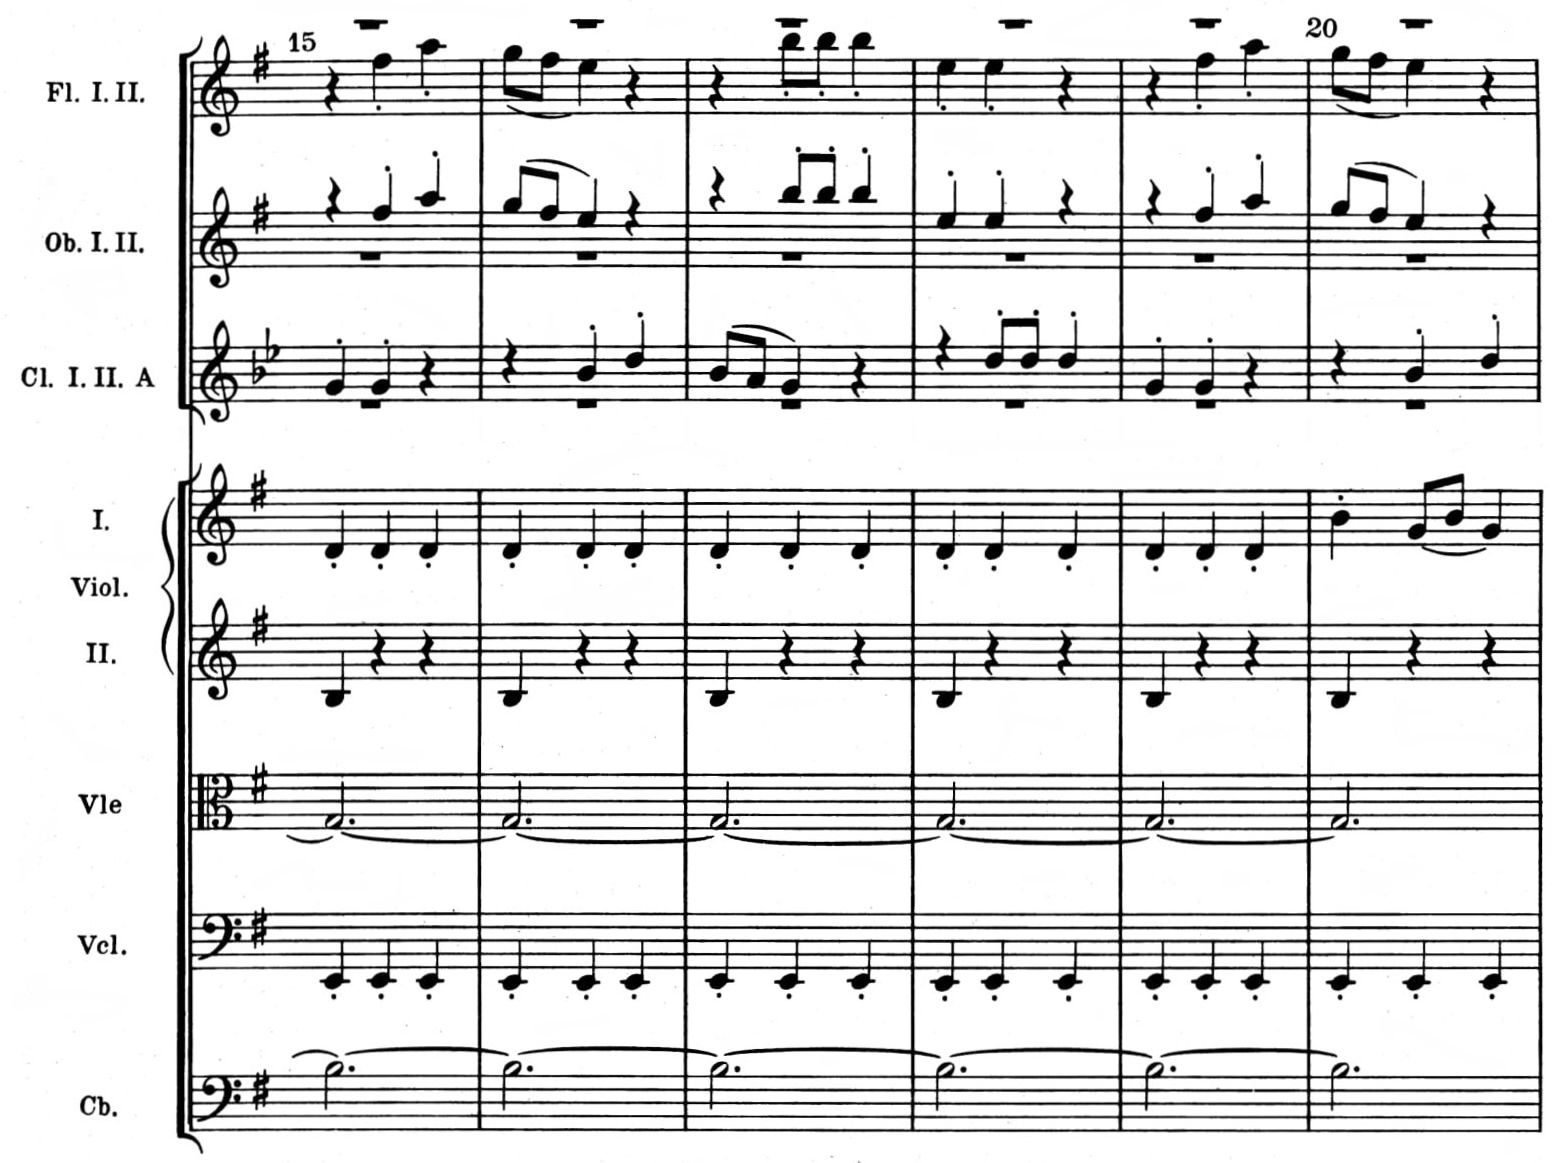 15 20
Fl. I. II.
Ob. I. II.
Cl. I. II. A
I.
Viol.
II.
Vle
Vcl.
Cb.